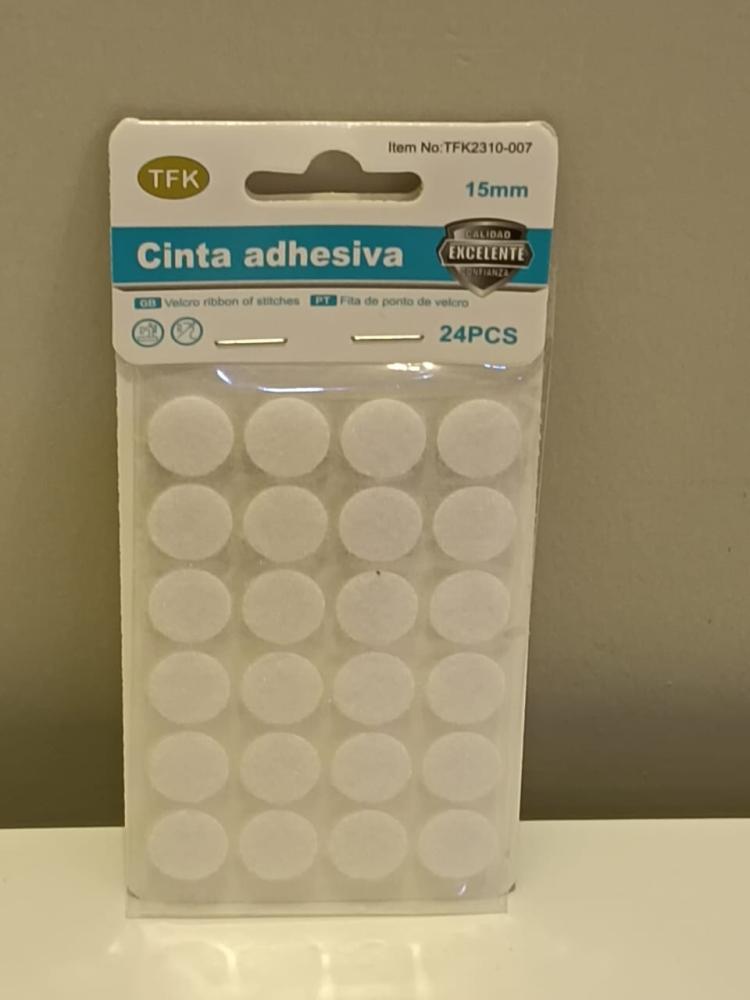 Item No:TFK2310-007
TFK
15mm
Cinta adhesiva
CALIDAD
EXCELENTE
CONFIANZA
GB Velcro ribbon of stitches PT Fita de ponto de velcro
24PCS